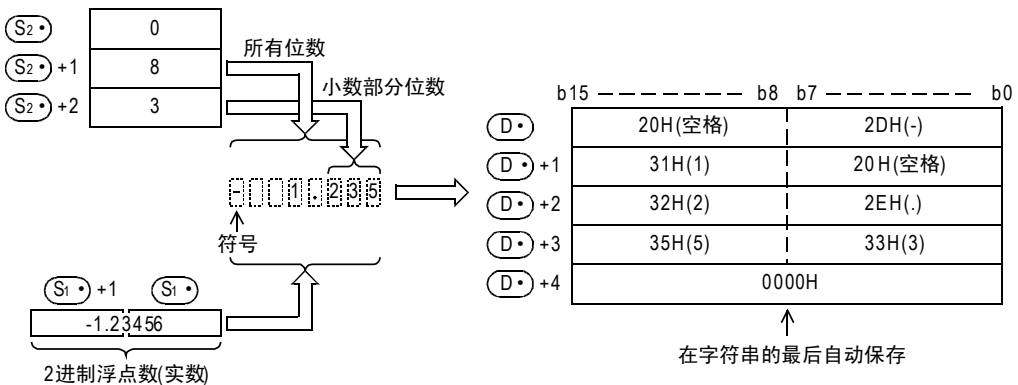 S2• 0
S2• +1 8
S2• +2 3
所有位数
小数部分位数
- 1.235
符号
S1• +1 S1•
-1.23456
2进制浮点数(实数)
b15 b8 b7 b0
D• 20H(空格) 2DH(-)
D• +1 31H(1) 20H(空格)
D• +2 32H(2) 2EH(.)
D• +3 35H(5) 33H(3)
D• +4 0000H
在字符串的最后自动保存